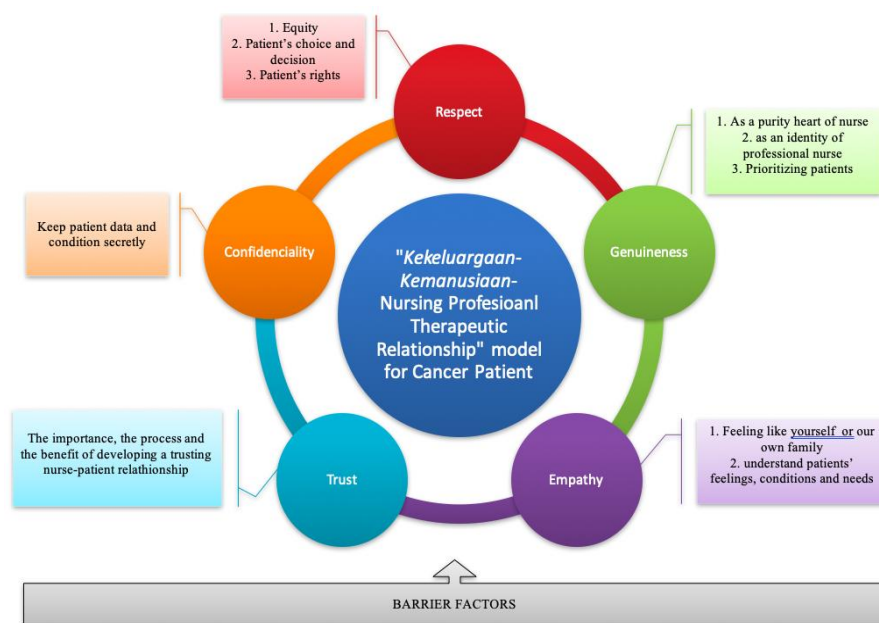 1. Equity
2. Patient's choice and
decision
3. Patient's rights
Respect
1. As a purity heart of nurse
2. as an identity of
professional nurse
3. Prioritizing patients
Genuineness
Keep patient data and
condition secretly
Confidenciality
"Kekeluargaan-
Kemanusiaan-
Nursing Profesioanl
Therapeutic
Relationship" model
for Cancer Patient
The importance, the process and
the benefit of developing a trusting
nurse-patient relathionship
Trust
Empathy
1. Feeling like yourself or our
own family
2. understand patients'
feelings, conditions and needs
BARRIER FACTORS